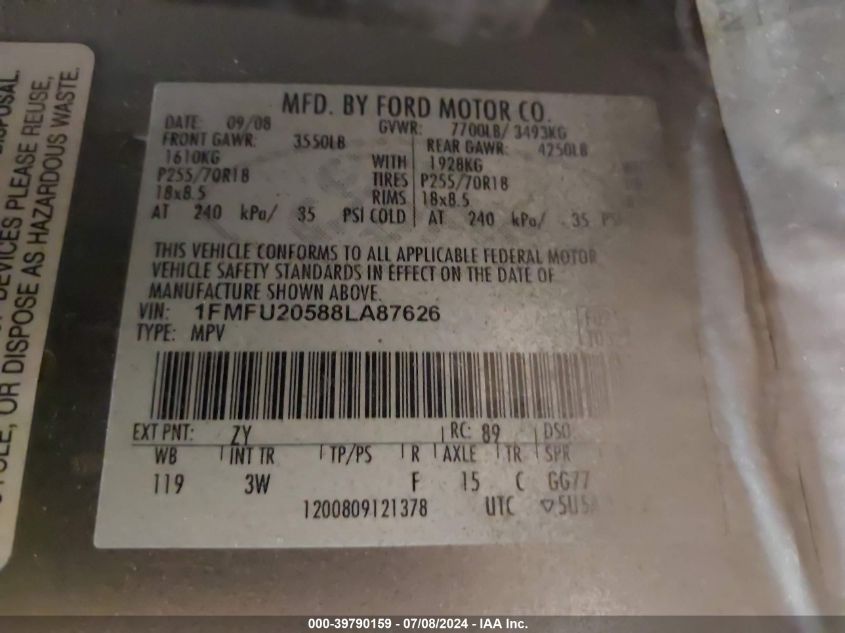 DISPOSAL.
DEVICES PLEASE REUSE,
OR DISPOSE AS HAZARDOUS WASTE.
MFD. BY FORD MOTOR CO.
DATE: 09/08 GVWR: 7700LB/ 3493KG
FRONT GAWR: 3550LB REAR GAWR: 4250LB
1610KG WITH 1928KG
P255/70R18 TIRES P255/70R18
18x8.5 RIMS 18x8.5
AT 240 kPa/ 35 PSI COLD AT 240 kPa/ 35
THIS VEHICLE CONFORMS TO ALL APPLICABLE FEDERAL MOTOR
VEHICLE SAFETY STANDARDS IN EFFECT ON THE DATE OF
MANUFACTURE SHOWN ABOVE.
VIN: 1FMFU20588LA87626
TYPE: MPV
EXT PNT: ZY RC: 89 DSO
WB INT TR TP/PS R AXLE TR SPR
119 3W F 15 C GG77
1200809121378 UTC
000-39790159 - 07/08/2024 - IAA Inc.